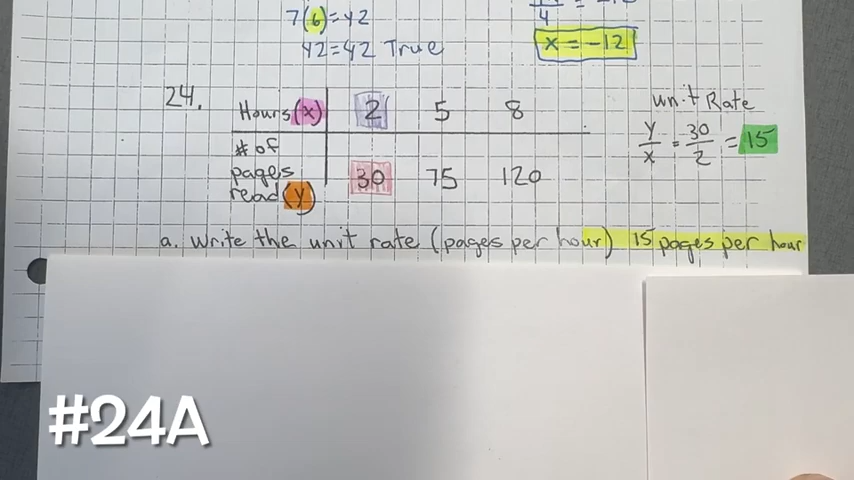 7(6)=42
42=42 True
4
x=-12
24.
Hours(x) 2 5 8
# of
pages
read(y) 30 75 120
Unit Rate
y/x = 30/2 = 15
a. Write the unit rate (pages per hour) 15 pages per hour
#24A